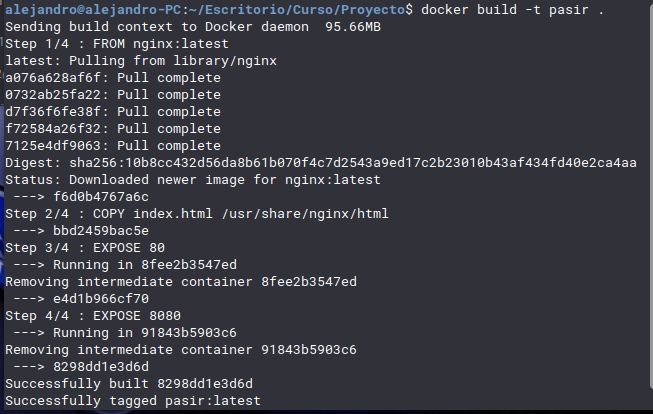 alejandro@alejandro-PC:~/Escritorio/Curso/Proyecto$ docker build -t pasir .
Sending build context to Docker daemon  95.66MB
Step 1/4 : FROM nginx:latest
latest: Pulling from library/nginx
a076a628af6f: Pull complete
0732ab25fa22: Pull complete
d7f36f6fe38f: Pull complete
f72584a26f32: Pull complete
7125e4df9063: Pull complete
Digest: sha256:10b8cc432d56da8b61b070f4c7d2543a9ed17c2b23010b43af434fd40e2ca4aa
Status: Downloaded newer image for nginx:latest
 ---> f6d0b4767a6c
Step 2/4 : COPY index.html /usr/share/nginx/html
 ---> bbd2459bac5e
Step 3/4 : EXPOSE 80
 ---> Running in 8fee2b3547ed
Removing intermediate container 8fee2b3547ed
 ---> e4d1b966cf70
Step 4/4 : EXPOSE 8080
 ---> Running in 91843b5903c6
Removing intermediate container 91843b5903c6
 ---> 8298dd1e3d6d
Successfully built 8298dd1e3d6d
Successfully tagged pasir:latest